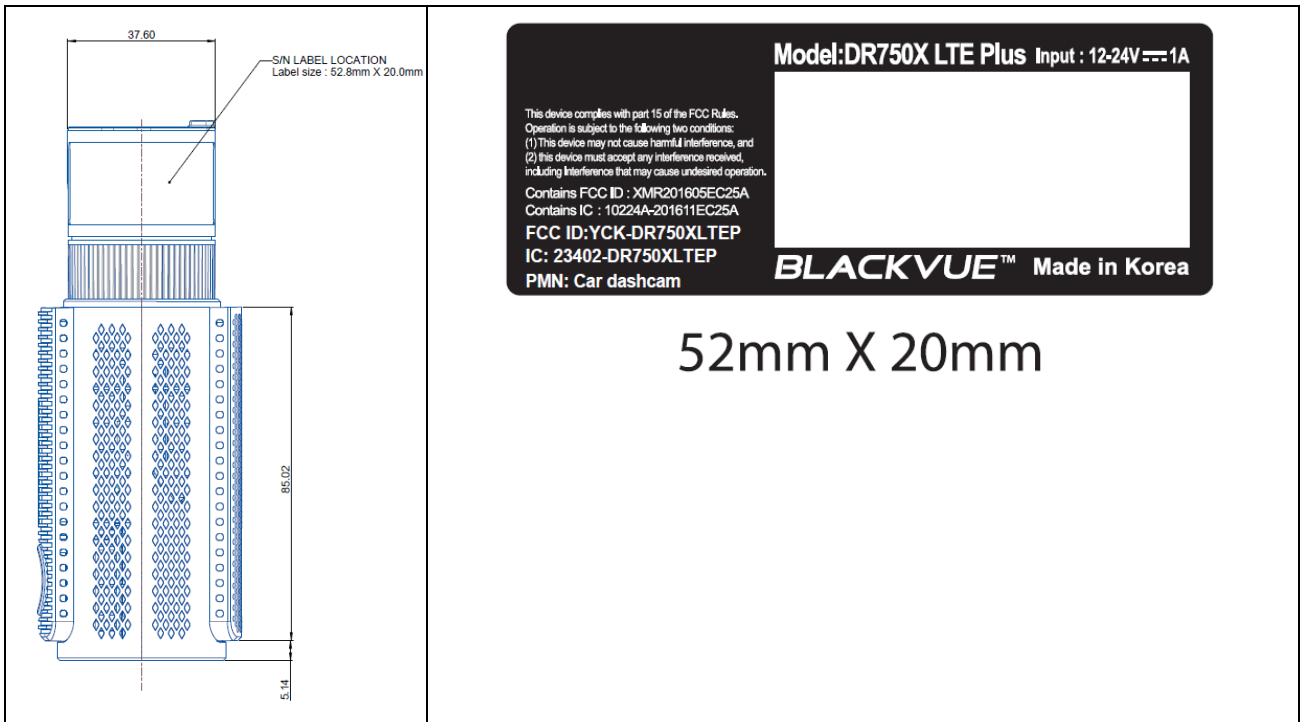 37.60
S/N LABEL LOCATION
Label size : 52.8mm X 20.0mm
85.02
5.14
Model:DR750X LTE Plus Input : 12-24V⎓1A
This device complies with part 15 of the FCC Rules.
Operation is subject to the following two conditions:
(1) This device may not cause harmful interference, and
(2) this device must accept any interference received,
including Interference that may cause undesired operation.
Contains FCC ID : XMR201605EC25A
Contains IC : 10224A-201611EC25A
FCC ID:YCK-DR750XLTEP
IC: 23402-DR750XLTEP
PMN: Car dashcam
BLACKVUE™ Made in Korea
52mm X 20mm